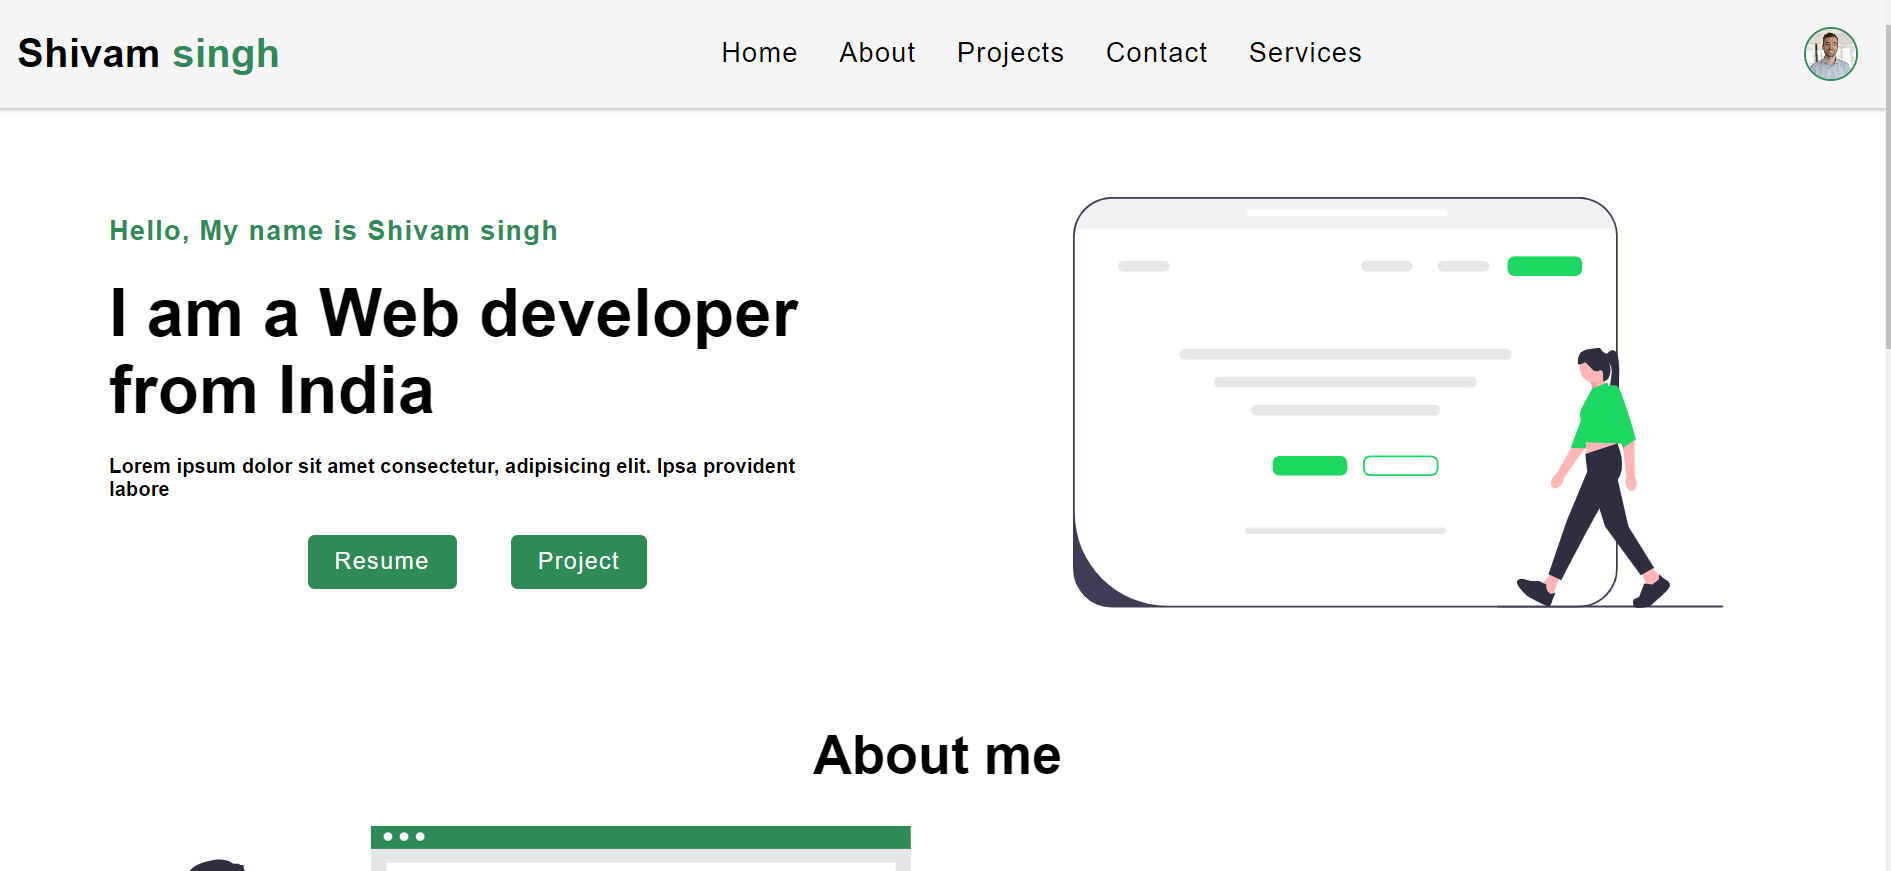 Shivam singh
Home About Projects Contact Services
Hello, My name is Shivam singh
I am a Web developer
from India
Lorem ipsum dolor sit amet consectetur, adipisicing elit. Ipsa provident
labore
Resume Project
About me